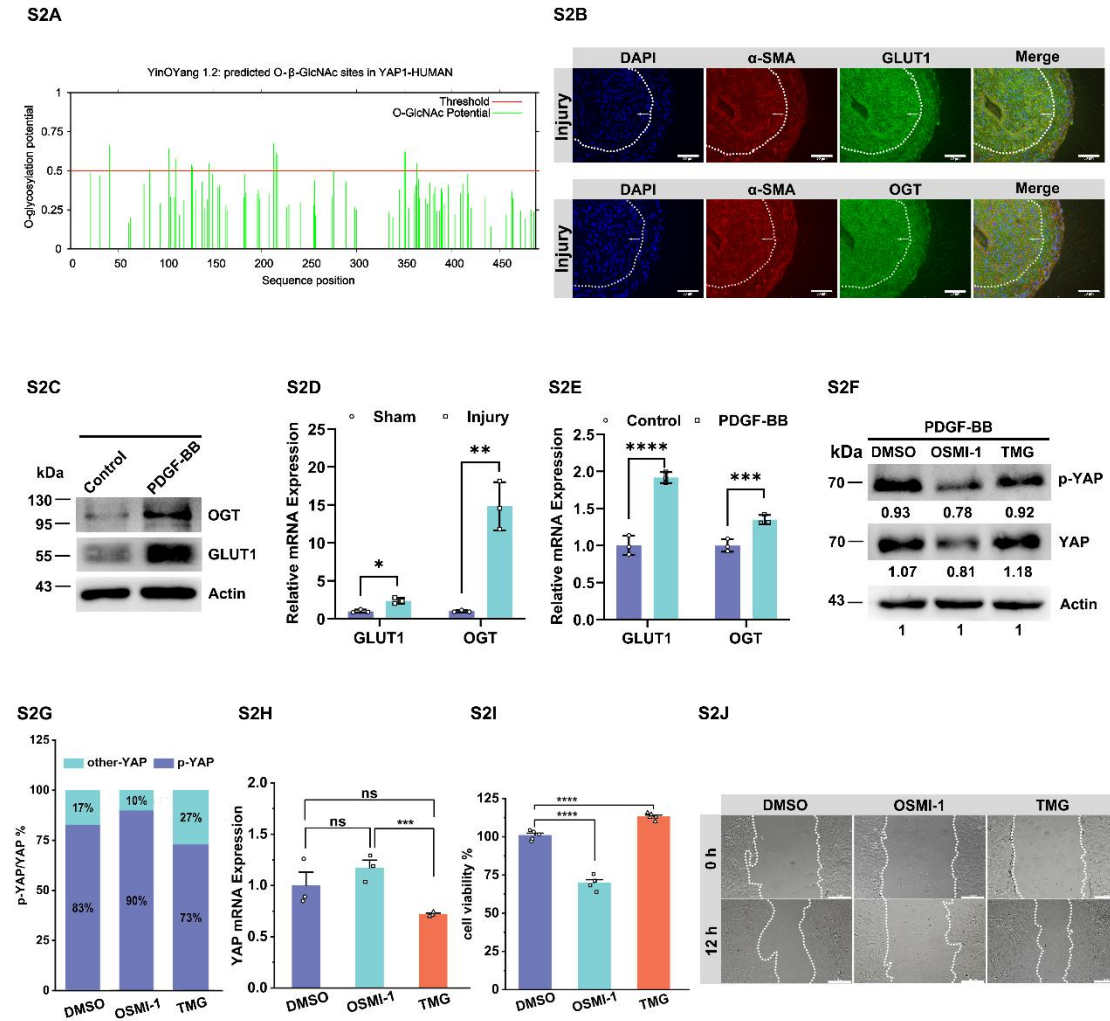 S2A
YinOYang 1.2: predicted O-β-GlcNAc sites in YAP1-HUMAN
O-glycosylation potential
1
0.75
0.5
0.25
0
Threshold
O-GlcNAc Potential
0 50 100 150 200 250 300 350 400 450
Sequence position
S2B
DAPI α-SMA GLUT1 Merge
Injury
DAPI α-SMA OGT Merge
Injury
S2C
kDa
Control PDGF-BB
130
95
OGT
55
GLUT1
43
Actin
S2D
Sham Injury
Relative mRNA Expression
25
20
15
10
5
0
*
**
GLUT1 OGT
S2E
Control PDGF-BB
Relative mRNA Expression
2.5
2.0
1.5
1.0
0.5
0.0
****
***
GLUT1 OGT
S2F
PDGF-BB
kDa DMSO OSMI-1 TMG
70
p-YAP
0.93 0.78 0.92
70
YAP
1.07 0.81 1.18
43
Actin
1 1 1
S2G
p-YAP/YAP %
125
100
75
50
25
0
other-YAP p-YAP
17% 10% 27%
83% 90% 73%
DMSO OSMI-1 TMG
S2H
YAP mRNA Expression
2.0
1.5
1.0
0.5
0.0
ns
ns
***
DMSO OSMI-1 TMG
S2I
cell viability %
125
100
75
50
25
0
****
****
DMSO OSMI-1 TMG
S2J
DMSO OSMI-1 TMG
0 h
12 h